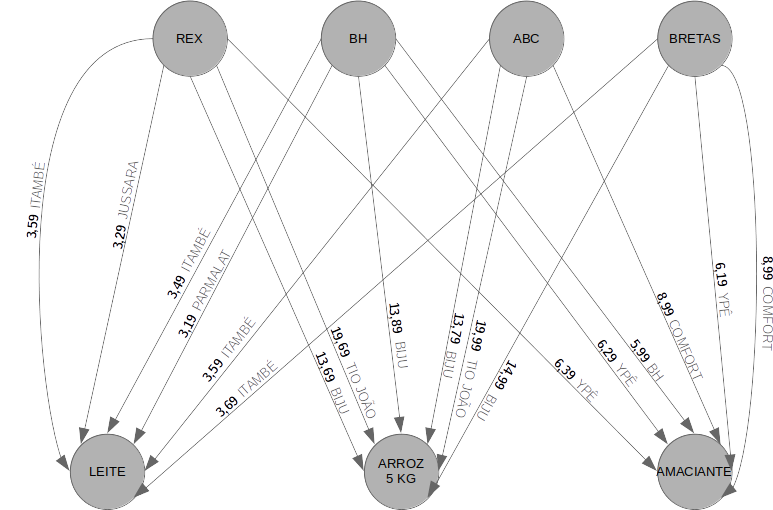 REX
BH
ABC
BRETAS
3,59 ITAMBÉ
3,29 JUSSARA
3,49 ITAMBÉ
3,19 PARMALAT
3,59 ITAMBÉ
3,69 ITAMBÉ
13,69 BIJU
19,69 TIO JOÃO
13,89 BIJU
13,79 BIJU
19,99 TIO JOÃO
14,99 BIJU
6,39 YPÊ
6,29 YPÊ
5,99 BH
8,99 COMFORT
6,19 YPÊ
8,99 COMFORT
LEITE
ARROZ
5 KG
AMACIANTE